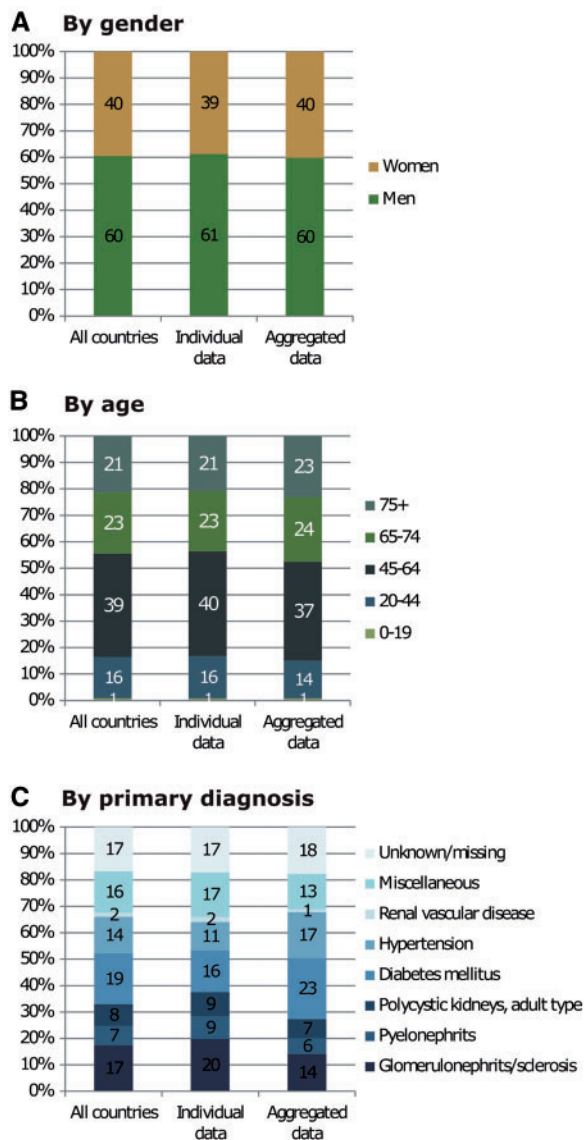 A By gender
100%
90%
80%
70%
60%
50%
40%
30%
20%
10%
0%
40 39 40
60 61 60
Women
Men
All countries Individual data Aggregated data
B By age
100%
90%
80%
70%
60%
50%
40%
30%
20%
10%
0%
21 21 23
23 23 24
39 40 37
16 16 14
1 1 1
75+
65-74
45-64
20-44
0-19
All countries Individual data Aggregated data
C By primary diagnosis
100%
90%
80%
70%
60%
50%
40%
30%
20%
10%
0%
17 17 18
16 17 13
2 2 1
14 11 17
19 16 23
8 9 7
7 9 6
17 20 14
Unknown/missing
Miscellaneous
Renal vascular disease
Hypertension
Diabetes mellitus
Polycystic kidneys, adult type
Pyelonephrits
Glomerulonephrits/sclerosis
All countries Individual data Aggregated data